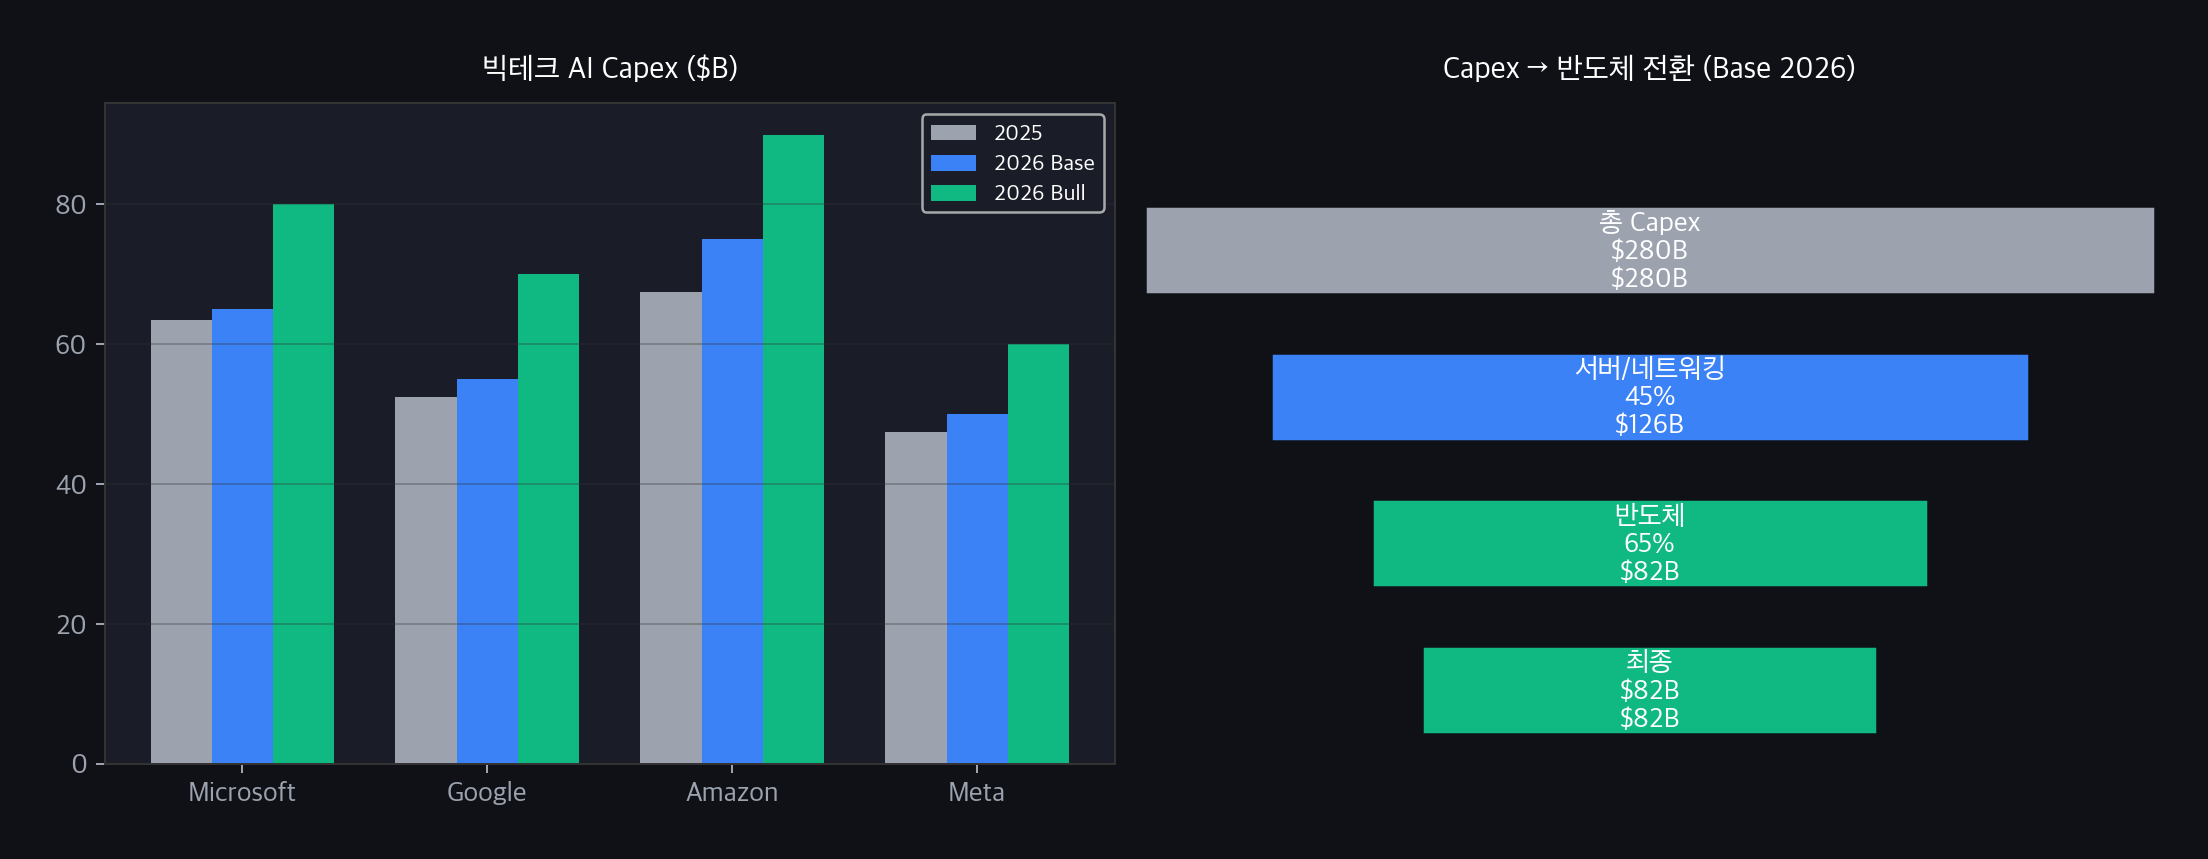 빅테크 AI Capex ($B)
2025
2026 Base
2026 Bull
80
60
40
20
0
Microsoft
Google
Amazon
Meta
Capex → 반도체 전환 (Base 2026)
총 Capex
$280B
$280B
서버/네트워킹
45%
$126B
반도체
65%
$82B
최종
$82B
$82B